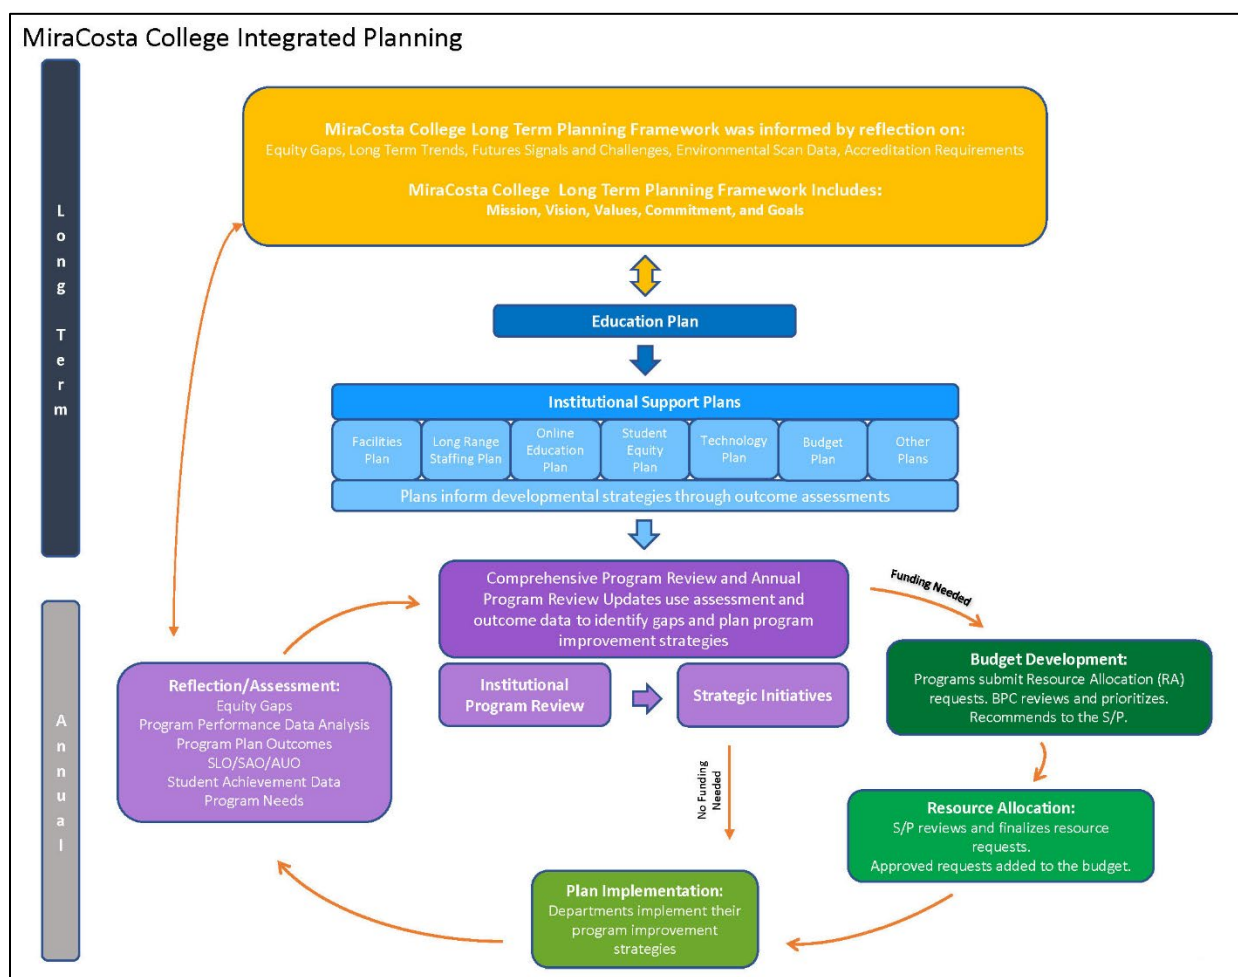 MiraCosta College Integrated Planning
Long Term
MiraCosta College Long Term Planning Framework was informed by reflection on:
Equity Gaps, Long Term Trends, Futures Signals and Challenges, Environmental Scan Data, Accreditation Requirements
MiraCosta College Long Term Planning Framework Includes:
Mission, Vision, Values, Commitment, and Goals
Education Plan
Institutional Support Plans
Facilities
Plan
Long Range
Staffing Plan
Online
Education
Plan
Student
Equity
Plan
Technology
Plan
Budget
Plan
Other
Plans
Plans inform developmental strategies through outcome assessments
Annual
Comprehensive Program Review and Annual
Program Review Updates use assessment and
outcome data to identify gaps and plan program
improvement strategies
Institutional
Program Review
Strategic Initiatives
Funding Needed
Budget Development:
Programs submit Resource Allocation (RA)
requests. BPC reviews and prioritizes.
Recommends to the S/P.
Reflection/Assessment:
Equity Gaps
Program Performance Data Analysis
Program Plan Outcomes
SLO/SAO/AUO
Student Achievement Data
Program Needs
No Funding
Needed
Resource Allocation:
S/P reviews and finalizes resource
requests.
Approved requests added to the budget.
Plan Implementation:
Departments implement their
program improvement
strategies